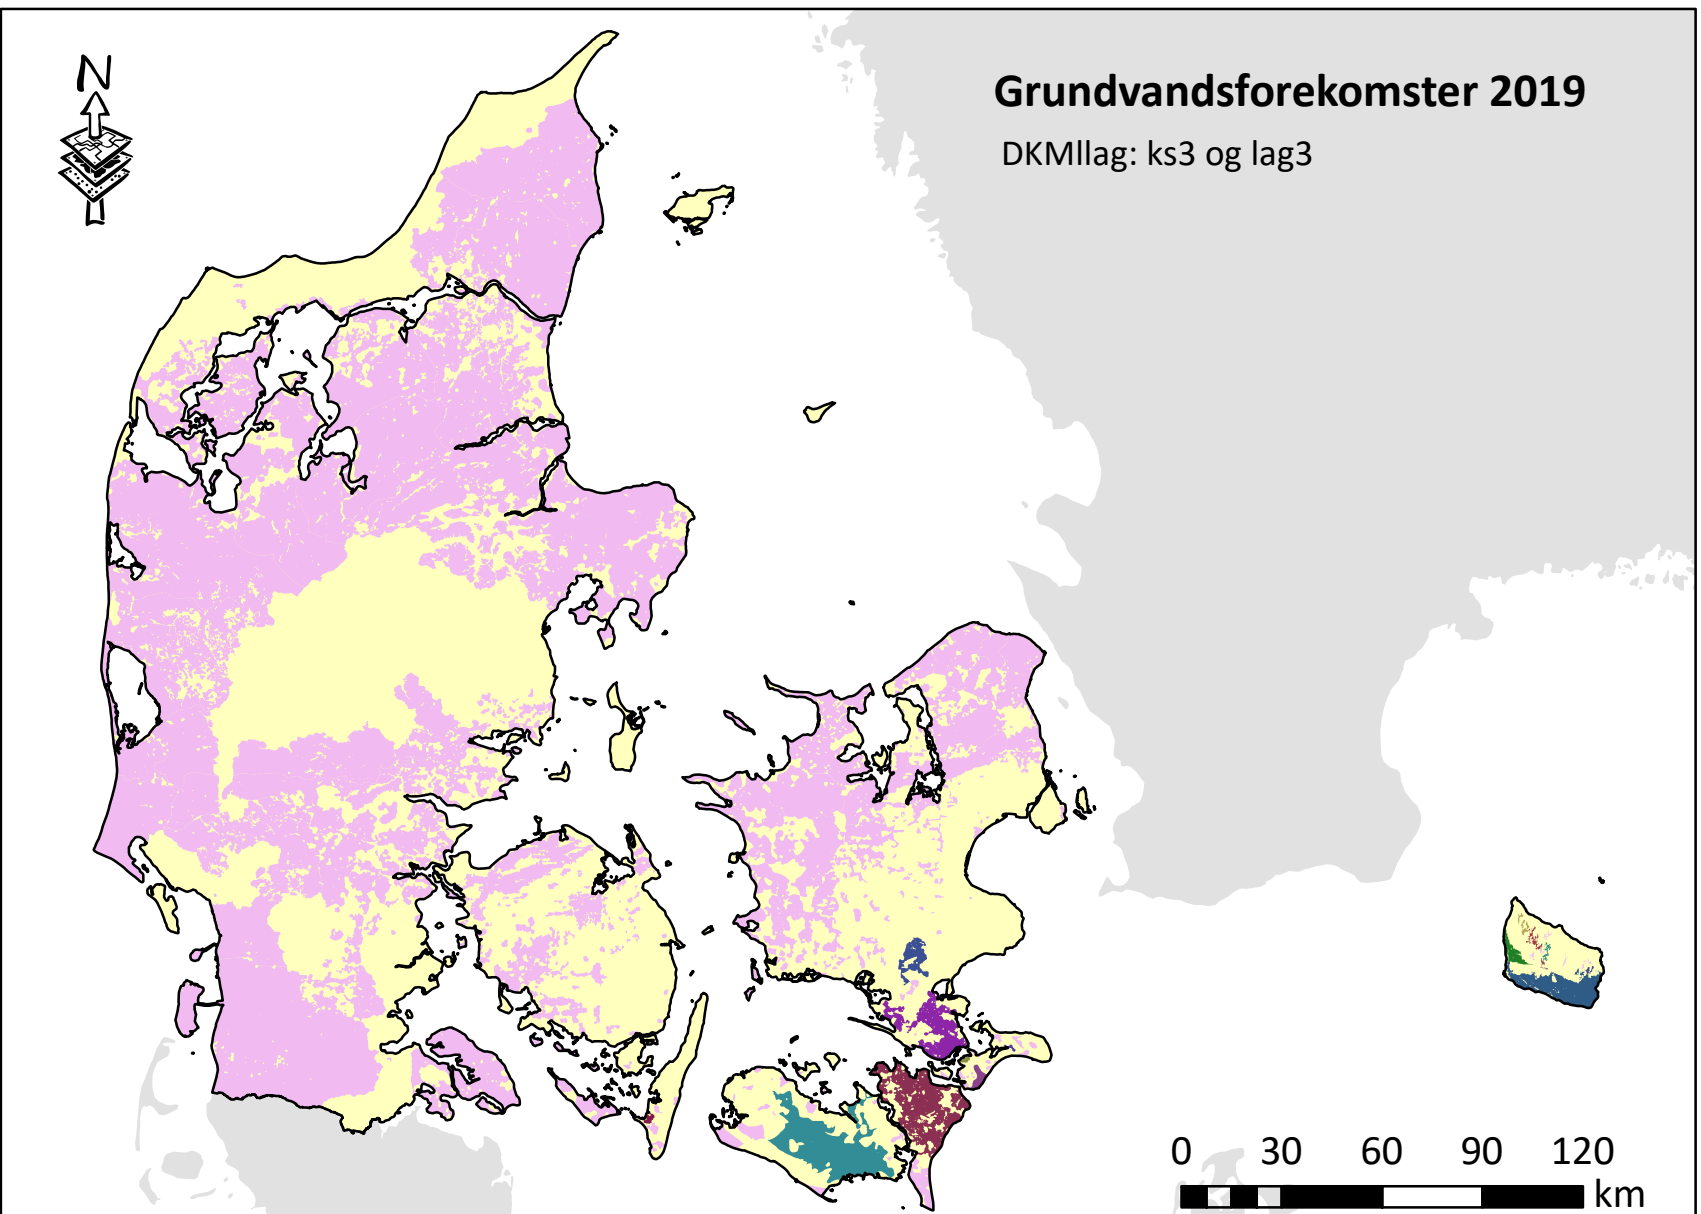 N
Grundvandsforekomster 2019
DKMllag: ks3 og lag3
0 30 60 90 120
km